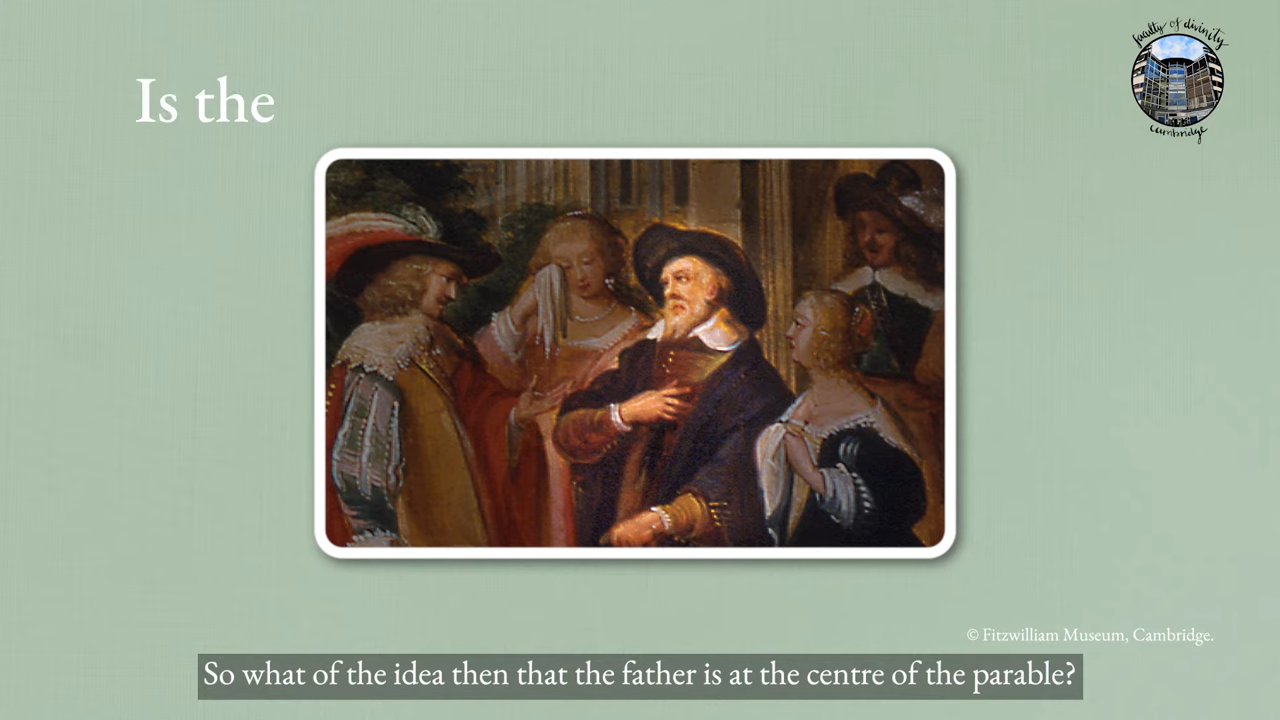 faculty of divinity
Is the
cambridge
© Fitzwilliam Museum, Cambridge.
So what of the idea then that the father is at the centre of the parable?